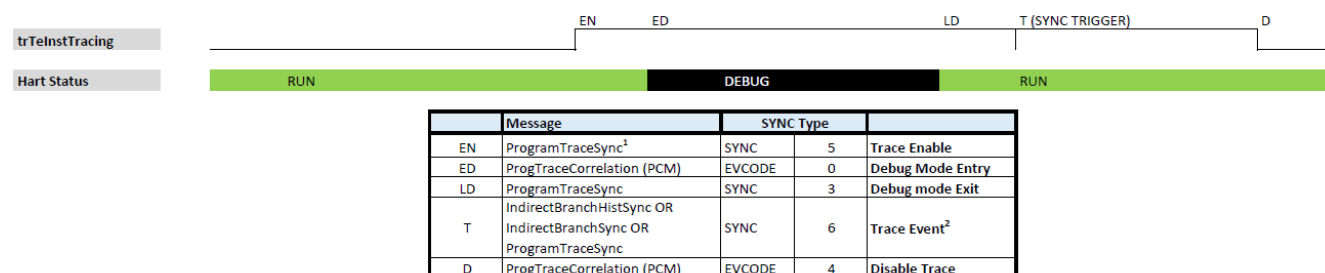 EN ED LD T (SYNC TRIGGER) D
trTeInstTracing
Hart Status RUN DEBUG RUN
Message SYNC Type
EN ProgramTraceSync1 SYNC 5 Trace Enable
ED ProgTraceCorrelation (PCM) EVCODE 0 Debug Mode Entry
LD ProgramTraceSync SYNC 3 Debug mode Exit
IndirectBranchHistSync OR
T IndirectBranchSync OR SYNC 6 Trace Event2
ProgramTraceSync
D ProgTraceCorrelation (PCM) EVCODE 4 Disable Trace